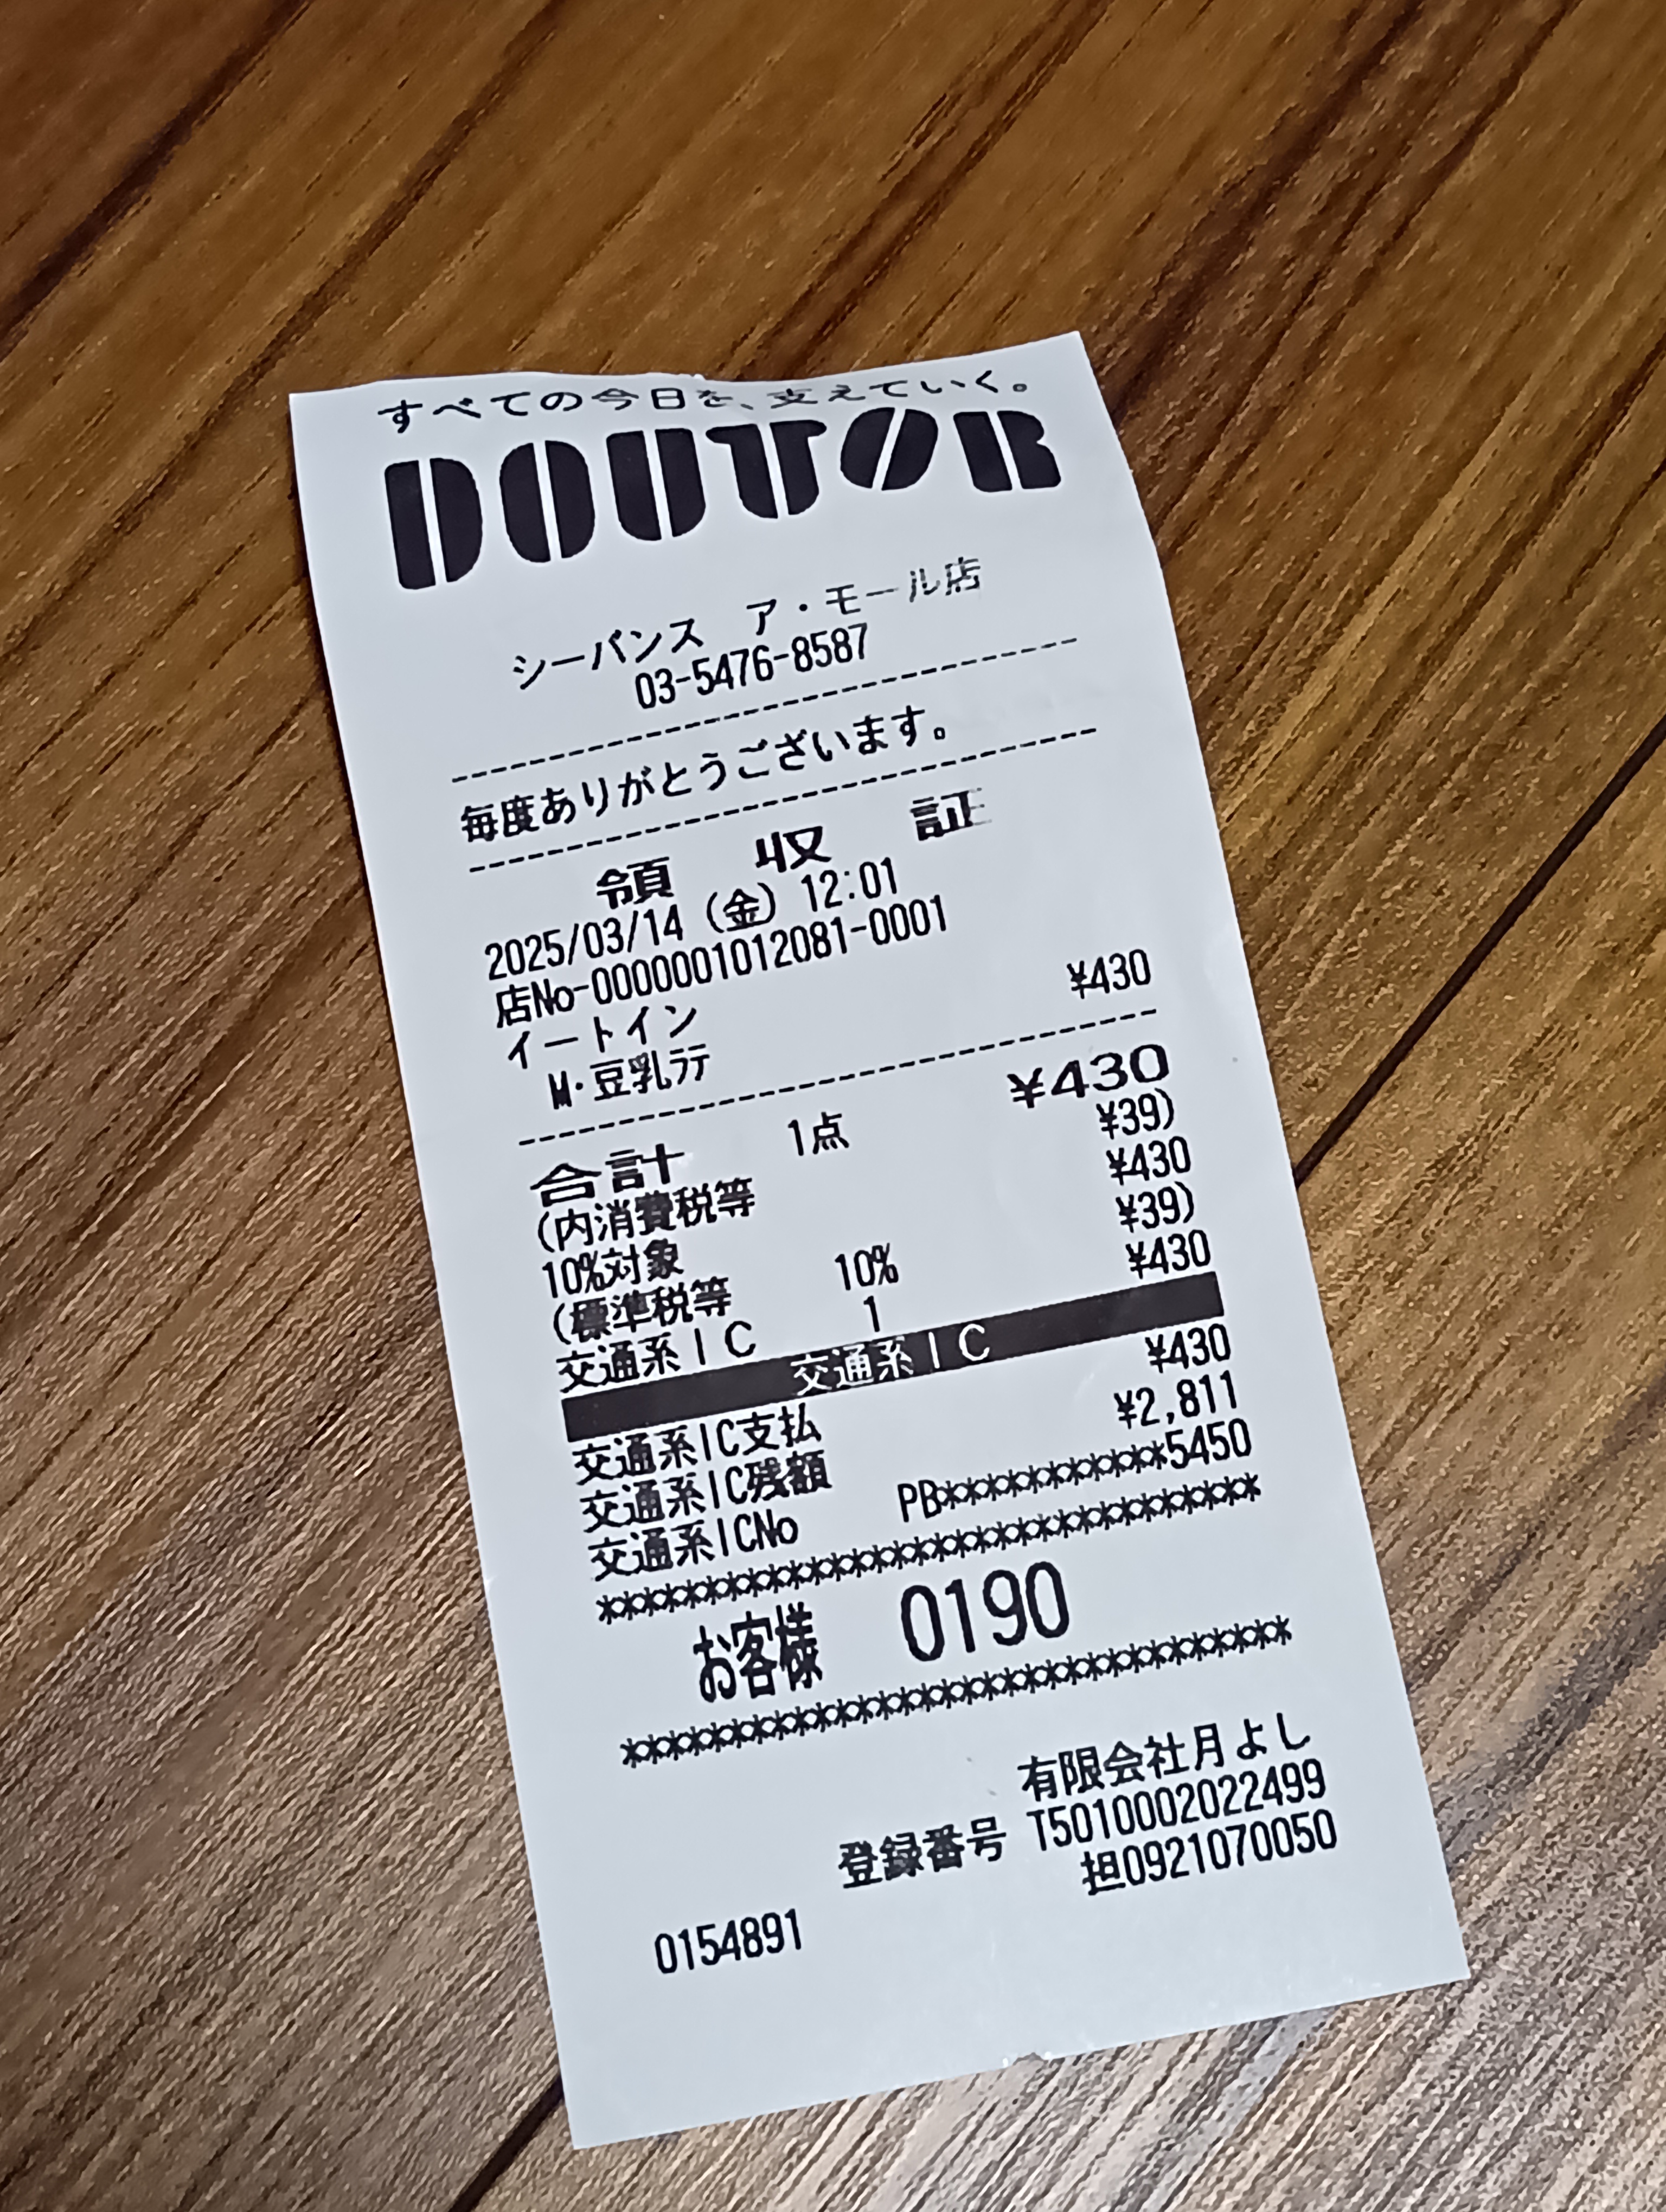 すべての今日を、支えていく。
DOUTOR
シーバンス ア・モール店
03-5476-8587
毎度ありがとうございます。
領 収 証
2025/03/14 (金) 12:01
店No-0000001012081-0001
イートイン
M・豆乳ﾗﾃ ¥430
合計 1点 ¥430
(内消費税等 ¥39)
10%対象 ¥430
(標準税等 10% ¥39)
交通系IC 1 ¥430
交通系IC
交通系IC支払 ¥430
交通系IC残額 ¥2,811
交通系ICNo PB***********5450
******************************
お客様 0190
******************************
有限会社月よし
登録番号 T5010002022499
担0921070050
0154891